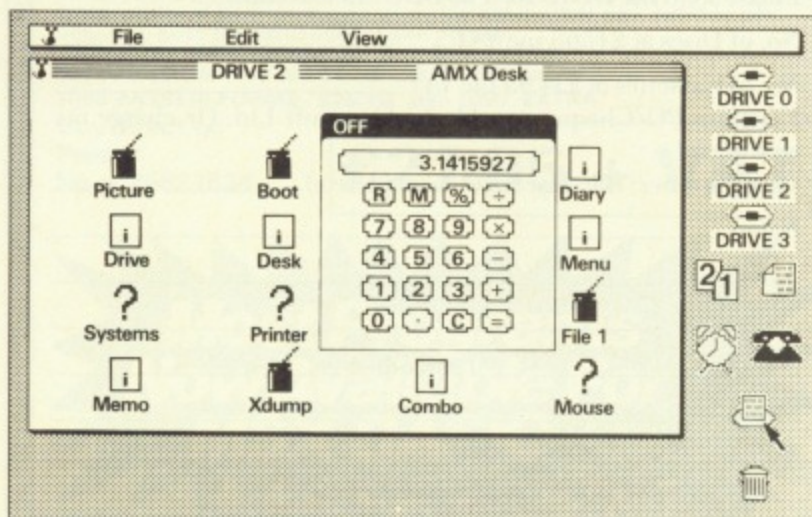 File Edit View
DRIVE 2 AMX Desk
OFF
3.1415927
R M % ÷
7 8 9 ×
4 5 6 −
1 2 3 +
0 . C =
Picture Boot Diary
i i i i
Drive Desk Menu
? ?
Systems Printer File 1
i i ?
Memo Xdump Combo Mouse
DRIVE 0
DRIVE 1
DRIVE 2
DRIVE 3
21